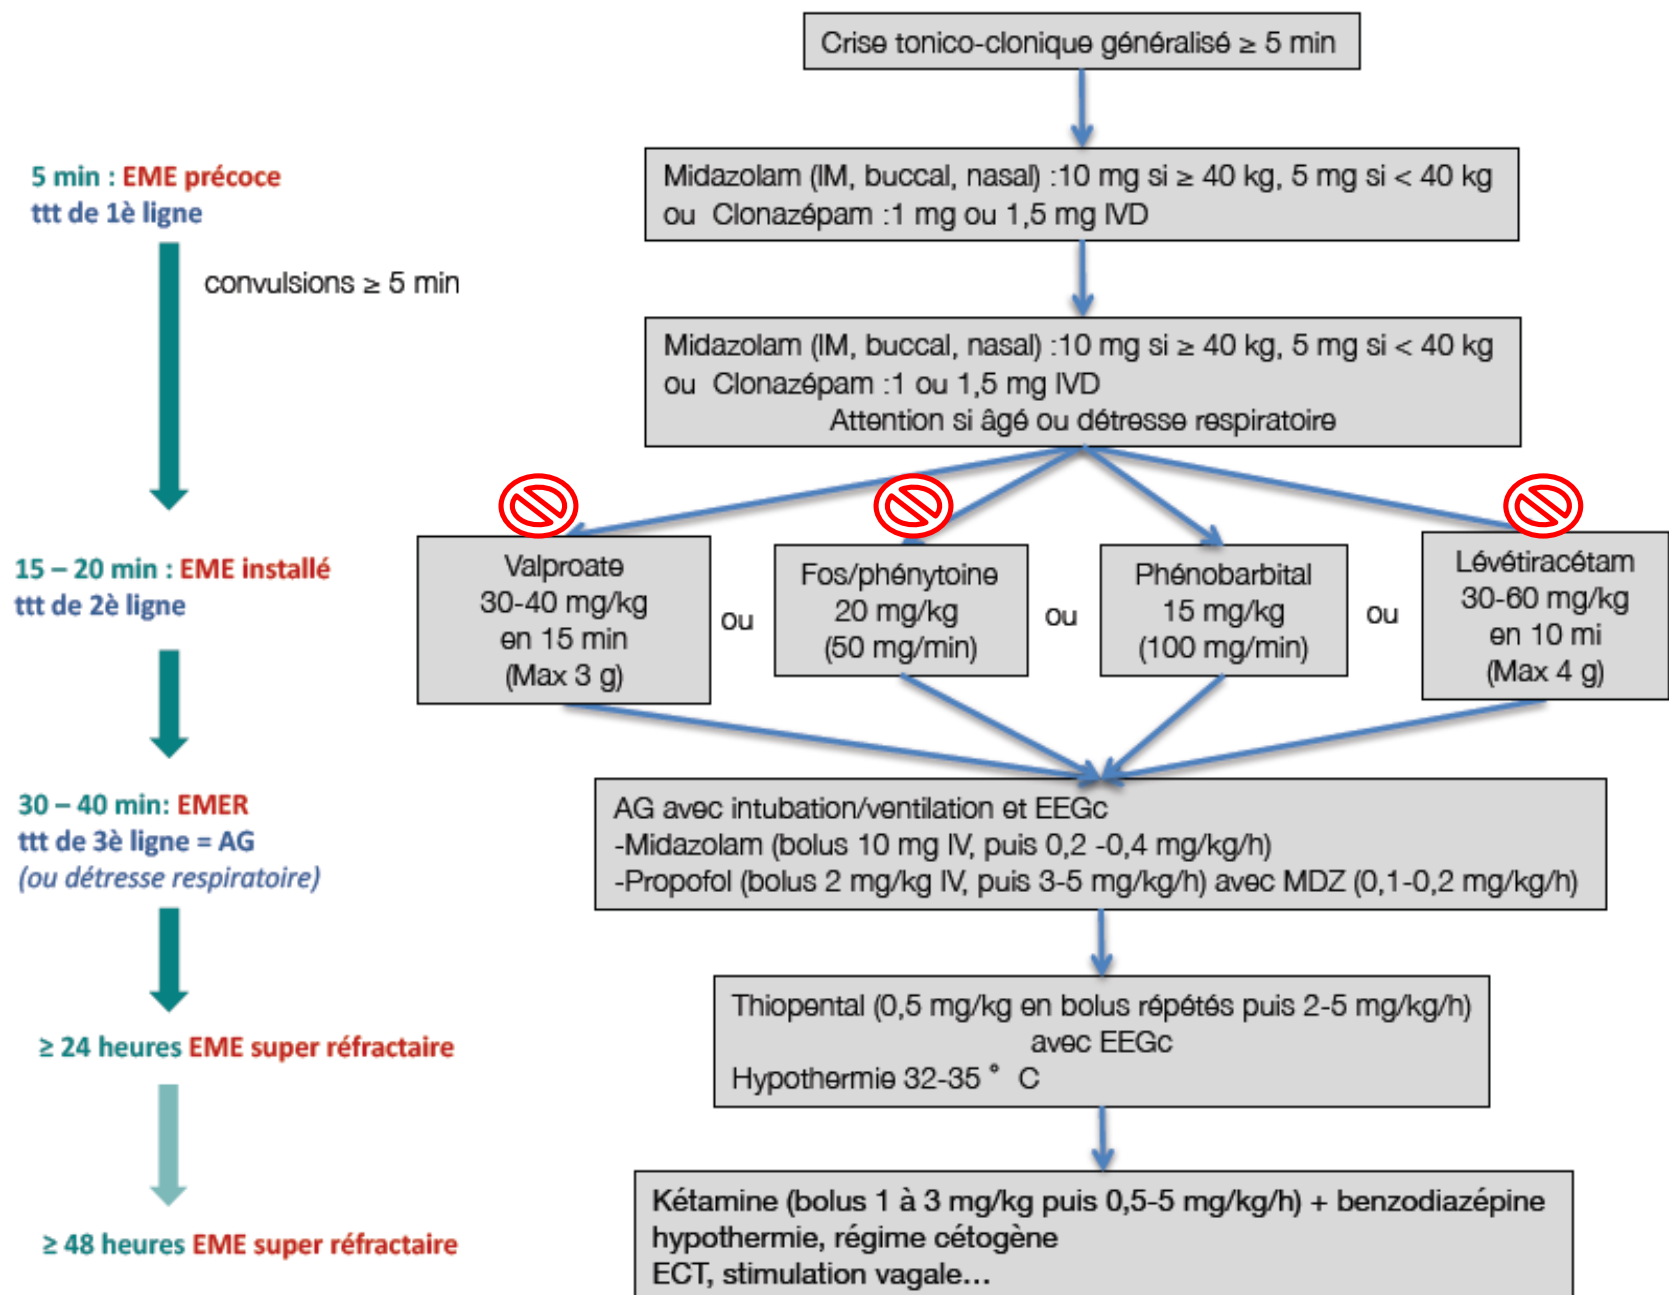 Crise tonico-clonique généralisé ≥ 5 min
5 min : EME précoce
ttt de 1è ligne
Midazolam (IM, buccal, nasal) :10 mg si ≥ 40 kg, 5 mg si < 40 kg
ou Clonazépam :1 mg ou 1,5 mg IVD
convulsions ≥ 5 min
Midazolam (IM, buccal, nasal) :10 mg si ≥ 40 kg, 5 mg si < 40 kg
ou Clonazépam :1 ou 1,5 mg IVD
Attention si âgé ou détresse respiratoire
15 – 20 min : EME installé
ttt de 2è ligne
Valproate
30-40 mg/kg
en 15 min
(Max 3 g)
ou
Fos/phénytoine
20 mg/kg
(50 mg/min)
ou
Phénobarbital
15 mg/kg
(100 mg/min)
ou
Lévétiracétam
30-60 mg/kg
en 10 mi
(Max 4 g)
30 – 40 min: EMER
ttt de 3è ligne = AG
(ou détresse respiratoire)
AG avec intubation/ventilation et EEGc
-Midazolam (bolus 10 mg IV, puis 0,2 -0,4 mg/kg/h)
-Propofol (bolus 2 mg/kg IV, puis 3-5 mg/kg/h) avec MDZ (0,1-0,2 mg/kg/h)
≥ 24 heures EME super réfractaire
Thiopental (0,5 mg/kg en bolus répétés puis 2-5 mg/kg/h)
avec EEGc
Hypothermie 32-35 ° C
≥ 48 heures EME super réfractaire
Kétamine (bolus 1 à 3 mg/kg puis 0,5-5 mg/kg/h) + benzodiazépine
hypothermie, régime cétogène
ECT, stimulation vagale...